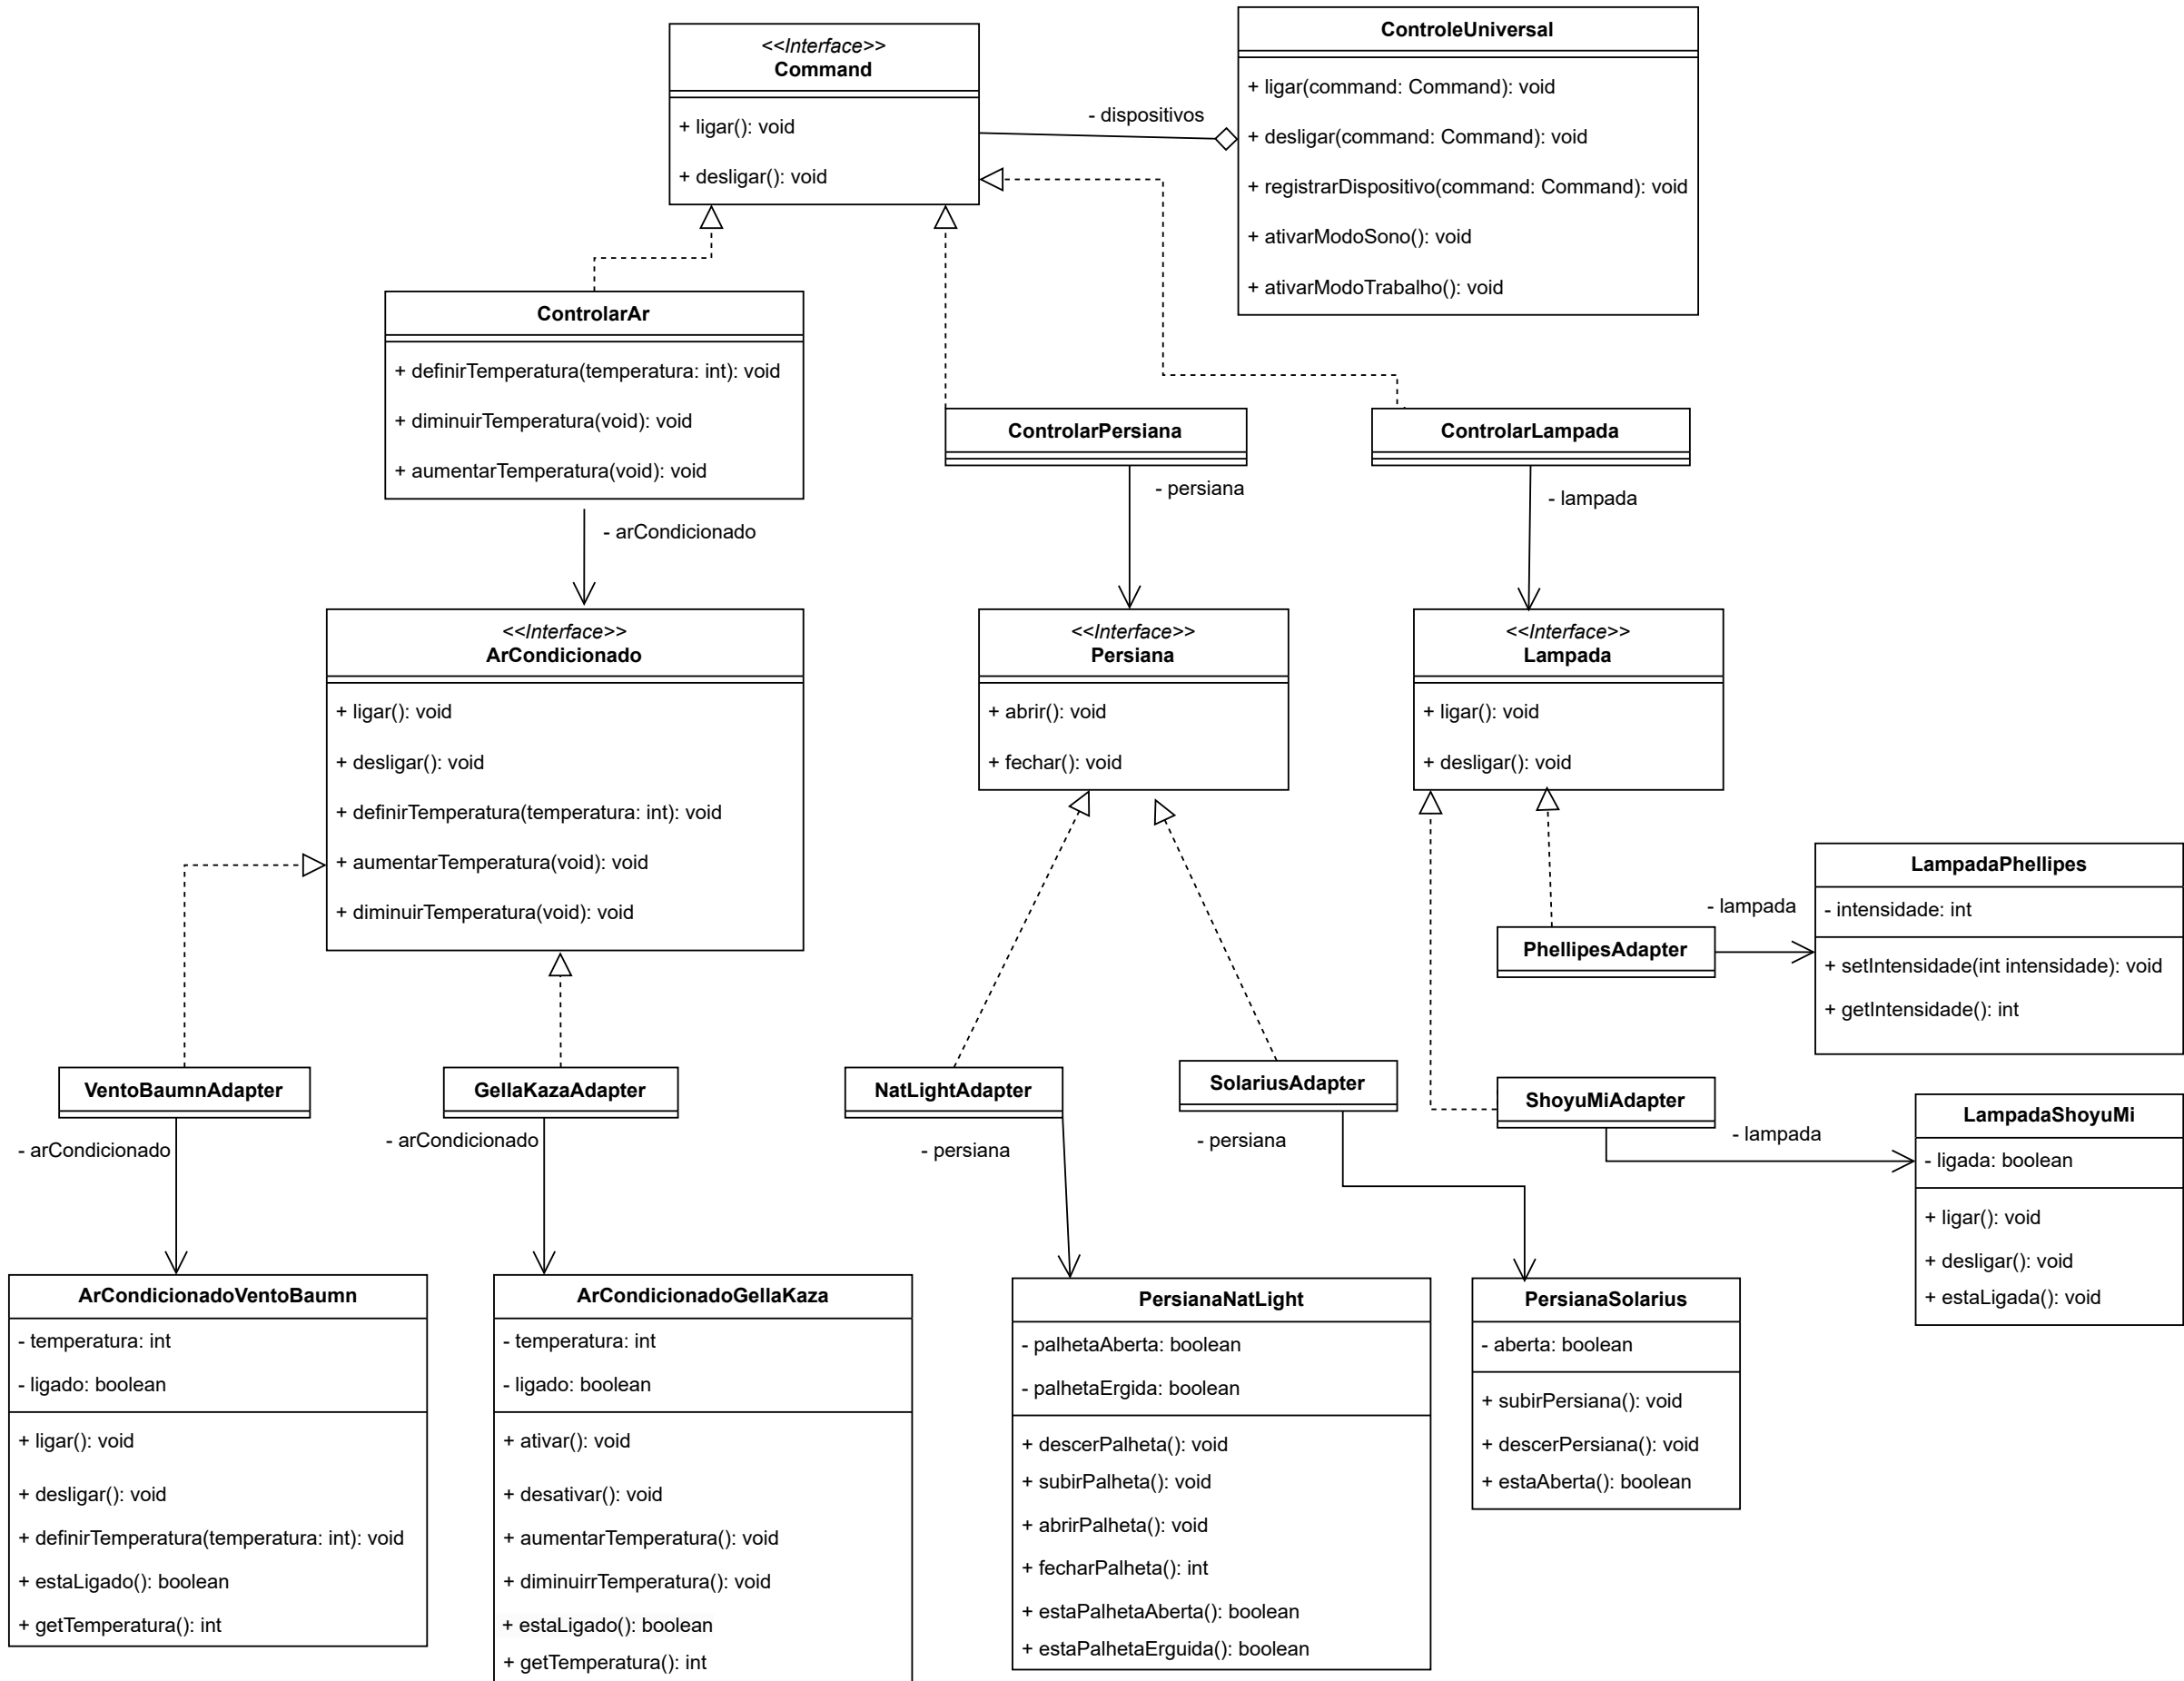 <<Interface>>
Command
+ ligar(): void
+ desligar(): void
- dispositivos
ControleUniversal
+ ligar(command: Command): void
+ desligar(command: Command): void
+ registrarDispositivo(command: Command): void
+ ativarModoSono(): void
+ ativarModoTrabalho(): void
ControlarAr
+ definirTemperatura(temperatura: int): void
+ diminuirTemperatura(void): void
+ aumentarTemperatura(void): void
- arCondicionado
ControlarPersiana
- persiana
ControlarLampada
- lampada
<<Interface>>
ArCondicionado
+ ligar(): void
+ desligar(): void
+ definirTemperatura(temperatura: int): void
+ aumentarTemperatura(void): void
+ diminuirTemperatura(void): void
<<Interface>>
Persiana
+ abrir(): void
+ fechar(): void
<<Interface>>
Lampada
+ ligar(): void
+ desligar(): void
PhellipesAdapter
- lampada
LampadaPhellipes
- intensidade: int
+ setIntensidade(int intensidade): void
+ getIntensidade(): int
VentoBaumnAdapter
- arCondicionado
GellaKazaAdapter
- arCondicionado
NatLightAdapter
- persiana
SolariusAdapter
- persiana
ShoyuMiAdapter
- lampada
LampadaShoyuMi
- ligada: boolean
+ ligar(): void
+ desligar(): void
+ estaLigada(): void
ArCondicionadoVentoBaumn
- temperatura: int
- ligado: boolean
+ ligar(): void
+ desligar(): void
+ definirTemperatura(temperatura: int): void
+ estaLigado(): boolean
+ getTemperatura(): int
ArCondicionadoGellaKaza
- temperatura: int
- ligado: boolean
+ ativar(): void
+ desativar(): void
+ aumentarTemperatura(): void
+ diminuirrTemperatura(): void
+ estaLigado(): boolean
+ getTemperatura(): int
PersianaNatLight
- palhetaAberta: boolean
- palhetaErgida: boolean
+ descerPalheta(): void
+ subirPalheta(): void
+ abrirPalheta(): void
+ fecharPalheta(): int
+ estaPalhetaAberta(): boolean
+ estaPalhetaErguida(): boolean
PersianaSolarius
- aberta: boolean
+ subirPersiana(): void
+ descerPersiana(): void
+ estaAberta(): boolean